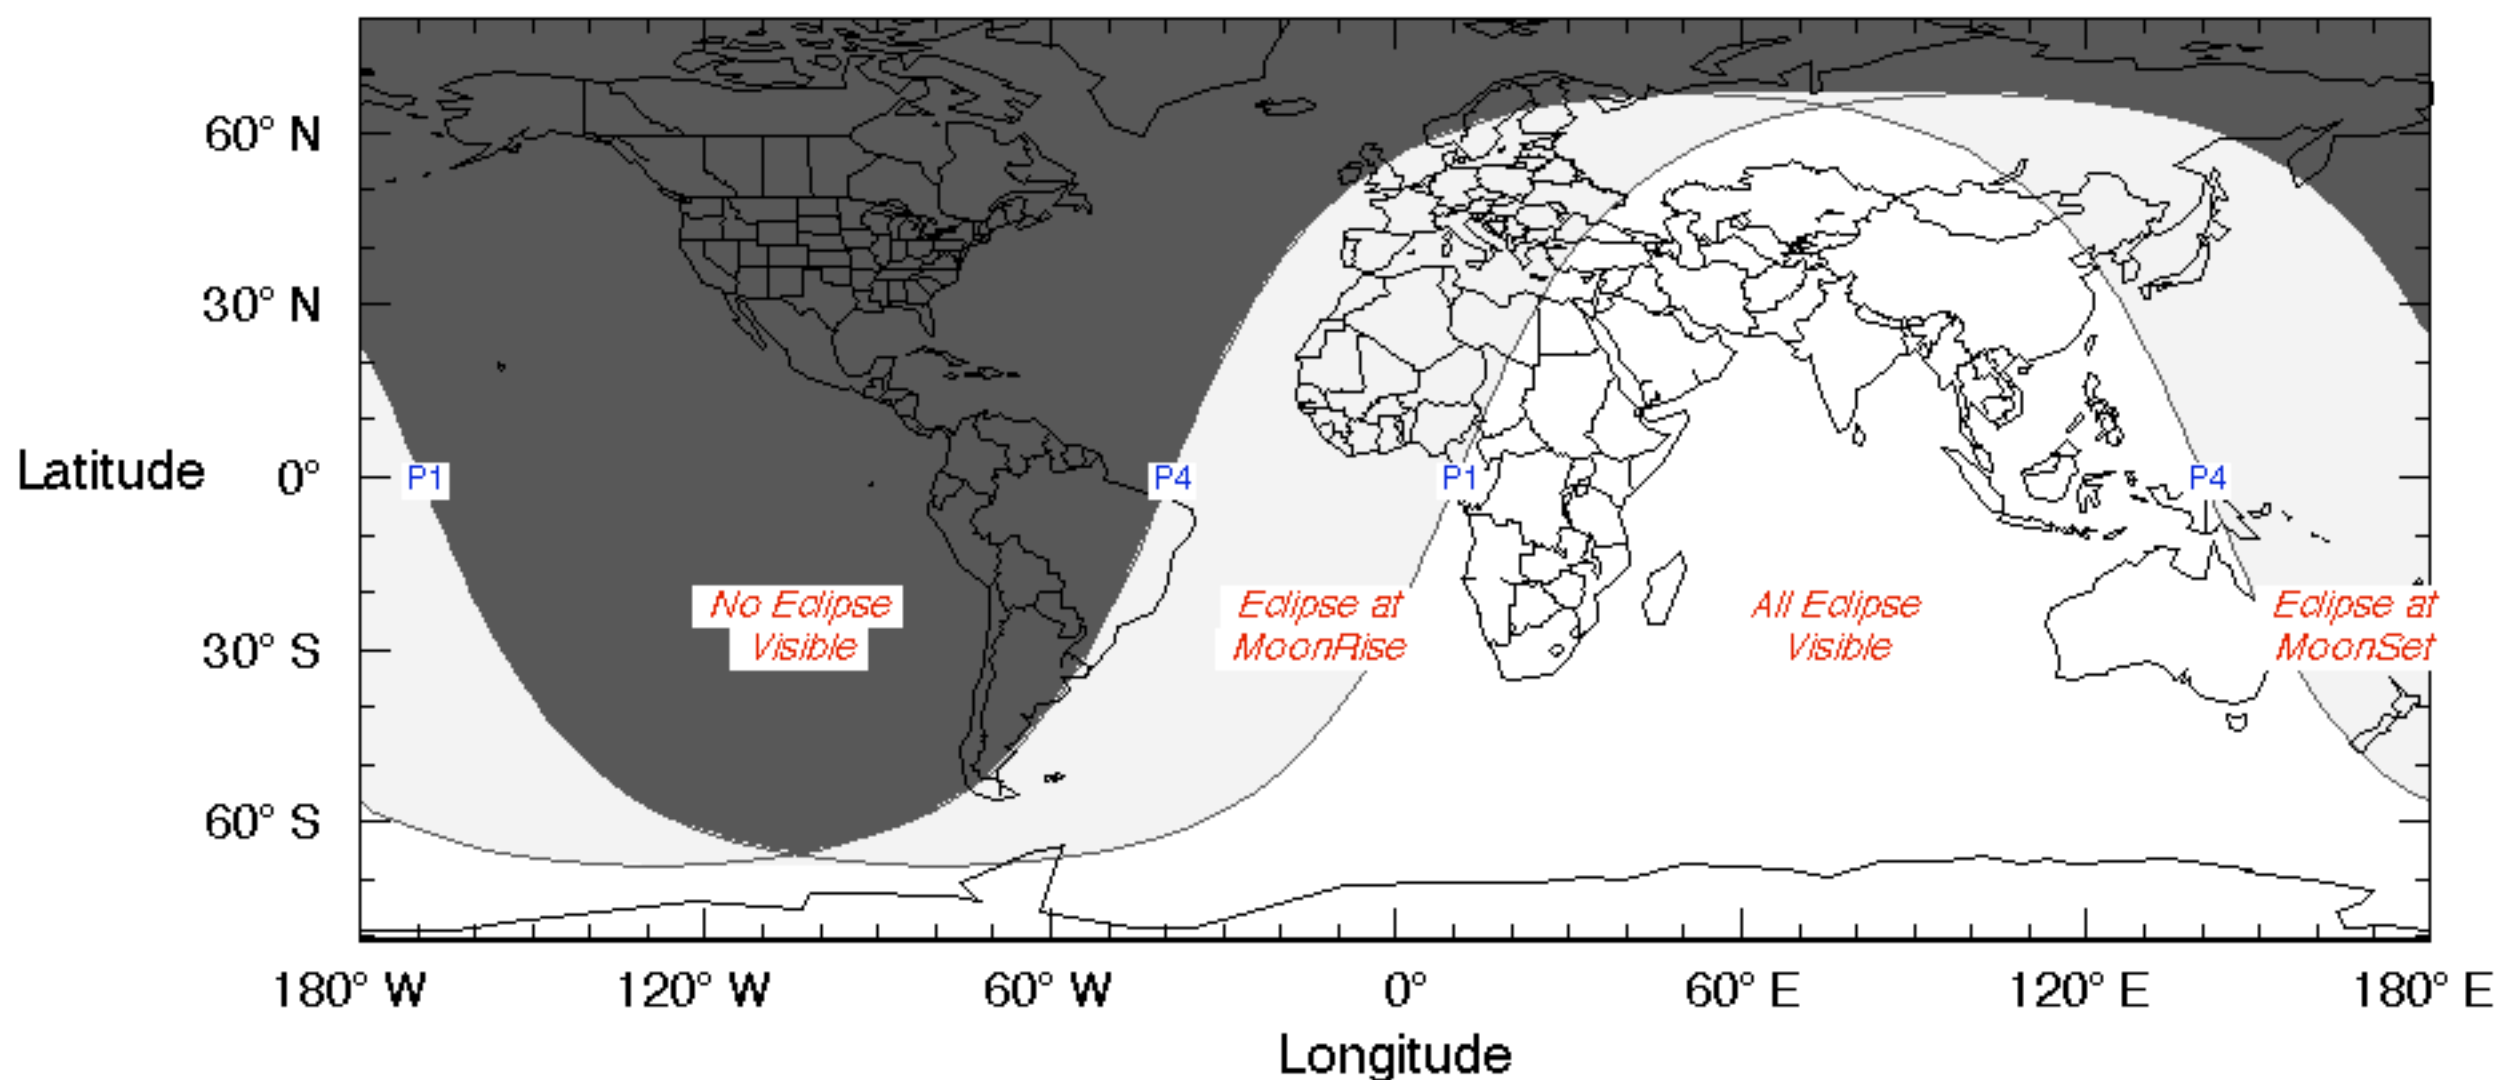 60° N
30° N
Latitude 0°
P1 P4 P1 P4
No Eclipse
Visible
Eclipse at
MoonRise
All Eclipse
Visible
Eclipse at
MoonSet
30° S
60° S
180° W 120° W 60° W 0° 60° E 120° E 180° E
Longitude